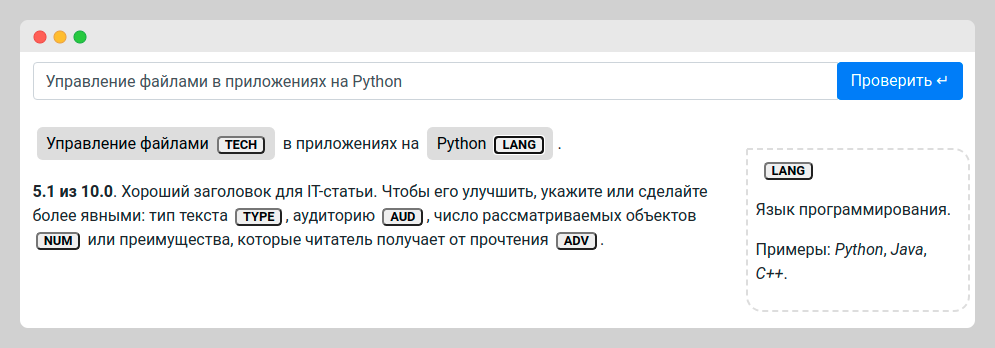 Управление файлами в приложениях на Python
Проверить ↵
Управление файлами TECH в приложениях на Python LANG .
5.1 из 10.0. Хороший заголовок для IT-статьи. Чтобы его улучшить, укажите или сделайте
более явными: тип текста TYPE , аудиторию AUD , число рассматриваемых объектов
NUM или преимущества, которые читатель получает от прочтения ADV .
LANG
Язык программирования.
Примеры: Python, Java,
C++.